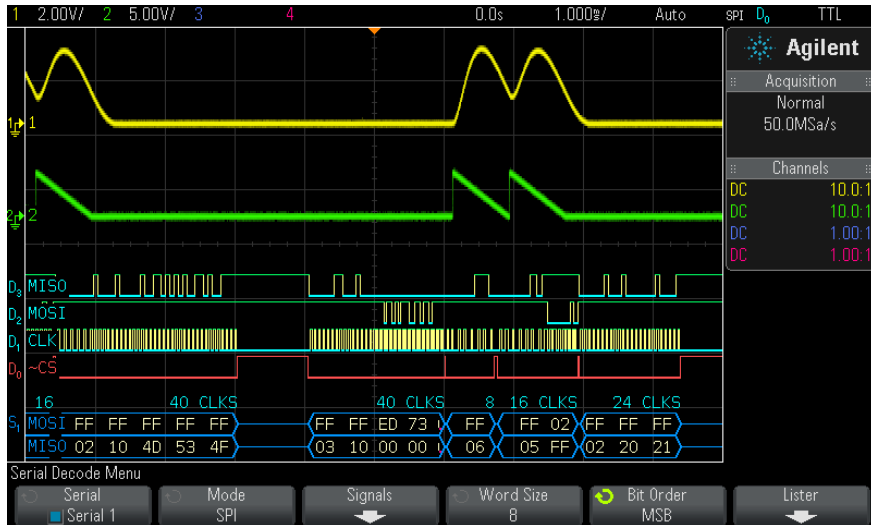 1 2.00V/ 2 5.00V/ 3 4 0.0s 1.000ms/ Auto SPI D0 TTL
Agilent
Acquisition
Normal
50.0MSa/s
Channels
DC 10.0:1
DC 10.0:1
DC 1.00:1
DC 1.00:1
1 1
2 2
D3 MISO
D2 MOSI
D1 CLK
D0 ~CS
16 40 CLKS 40 CLKS 8 16 CLKS 24 CLKS
S1 MOSI FF FF FF FF FF FF FF ED 73 FF FF 02 FF FF FF
MISO 02 10 4D 53 4F 03 10 00 00 06 05 FF 02 20 21
Serial Decode Menu
Serial Mode Signals Word Size Bit Order Lister
Serial 1 SPI 8 MSB